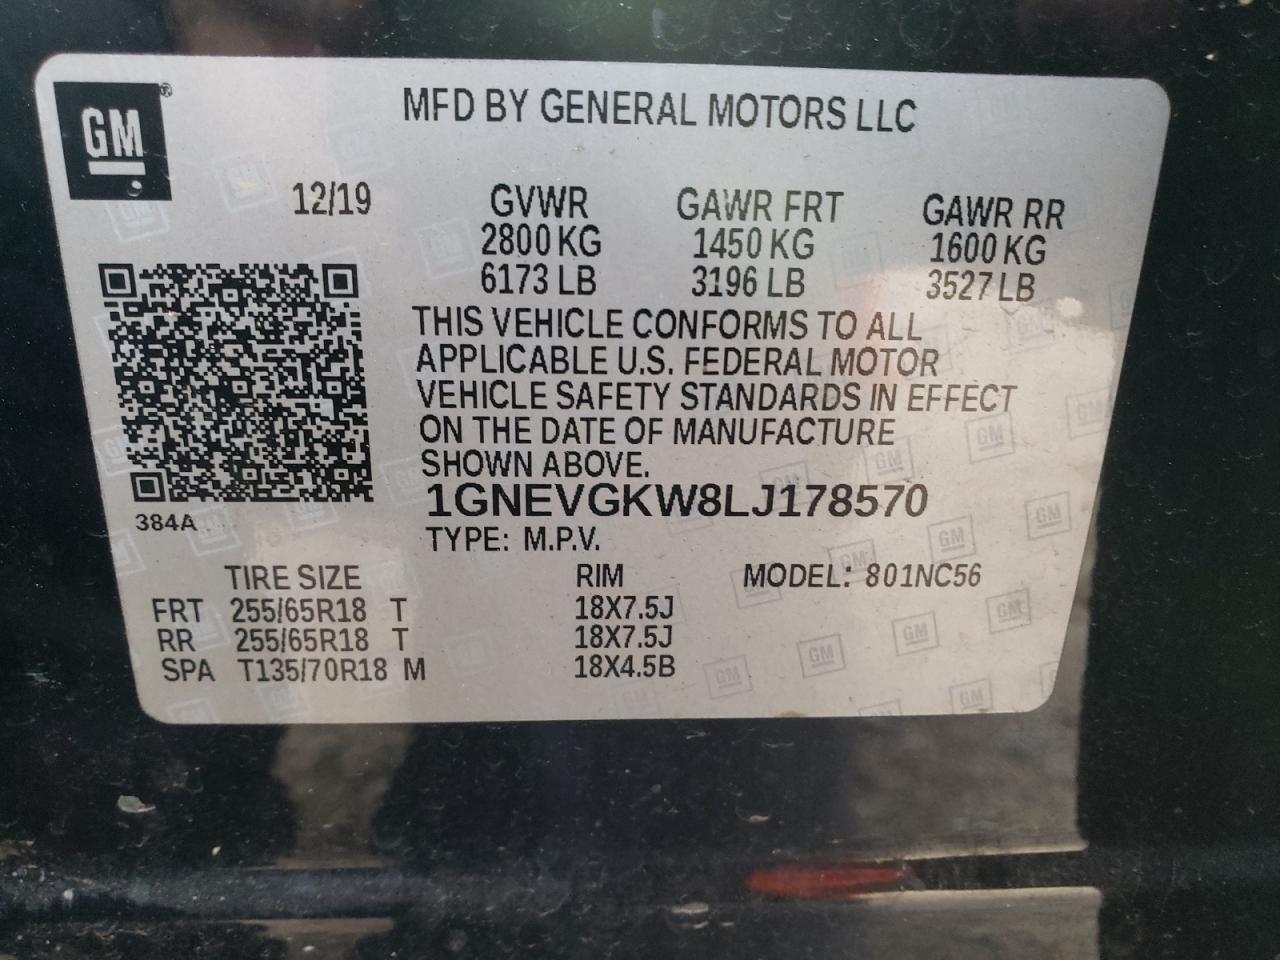 GM®
MFD BY GENERAL MOTORS LLC
12/19 GVWR GAWR FRT GAWR RR
2800 KG 1450 KG 1600 KG
6173 LB 3196 LB 3527 LB
THIS VEHICLE CONFORMS TO ALL
APPLICABLE U.S. FEDERAL MOTOR
VEHICLE SAFETY STANDARDS IN EFFECT
ON THE DATE OF MANUFACTURE
SHOWN ABOVE.
1GNEVGKW8LJ178570
384A
TYPE: M.P.V.
TIRE SIZE RIM MODEL: 801NC56
FRT 255/65R18 T 18X7.5J
RR 255/65R18 T 18X7.5J
SPA T135/70R18 M 18X4.5B